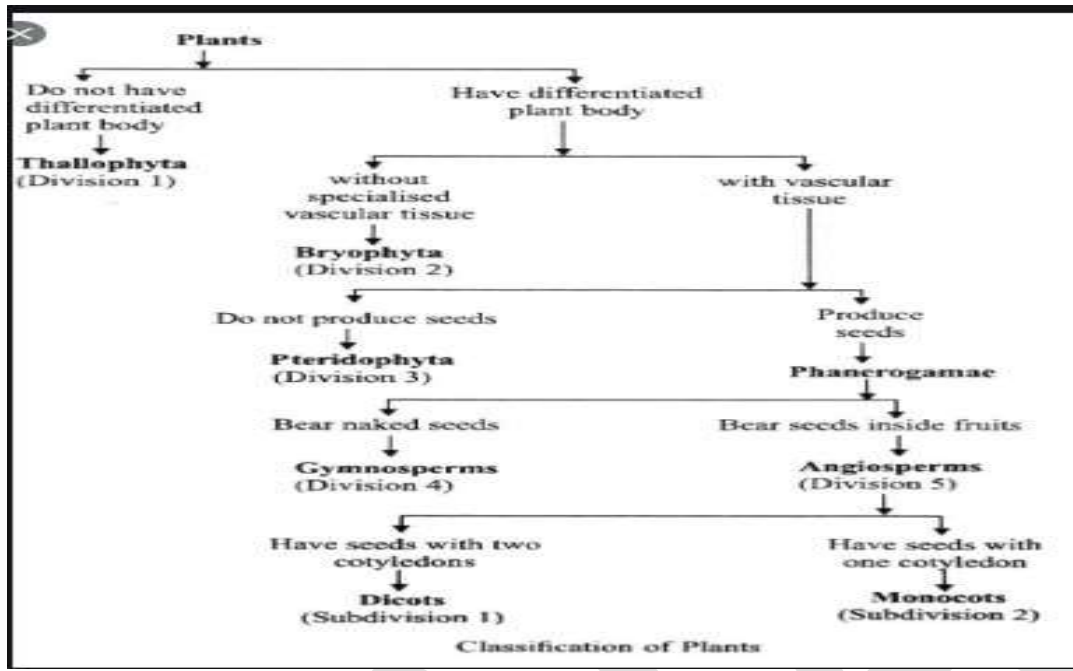 Plants
Do not have
differentiated
plant body
Have differentiated
plant body
Thallophyta
(Division 1)
without
specialised
vascular tissue
with vascular
tissue
Bryophyta
(Division 2)
Do not produce seeds
Produce
seeds
Pteridophyta
(Division 3)
Phanerogamae
Bear naked seeds
Bear seeds inside fruits
Gymnosperms
(Division 4)
Angiosperms
(Division 5)
Have seeds with two
cotyledons
Have seeds with
one cotyledon
Dicots
(Subdivision 1)
Monocots
(Subdivision 2)
Classification of Plants